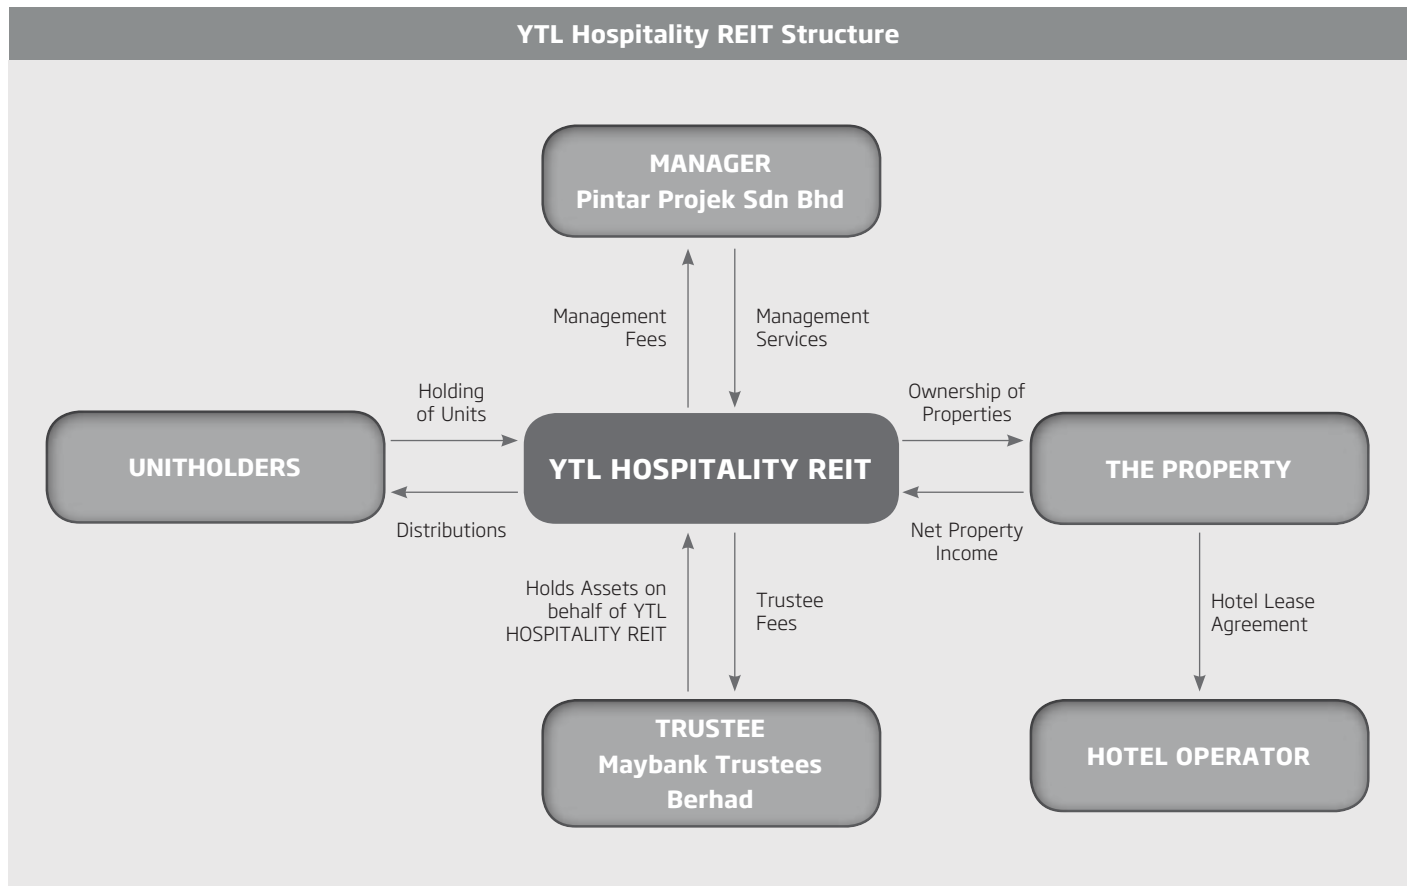 YTL Hospitality REIT Structure
MANAGER
Pintar Projek Sdn Bhd
Management
Fees
Management
Services
Holding
of Units
Ownership of
Properties
UNITHOLDERS
YTL HOSPITALITY REIT
THE PROPERTY
Distributions
Net Property
Income
Holds Assets on
behalf of YTL
HOSPITALITY REIT
Trustee
Fees
Hotel Lease
Agreement
TRUSTEE
Maybank Trustees
Berhad
HOTEL OPERATOR